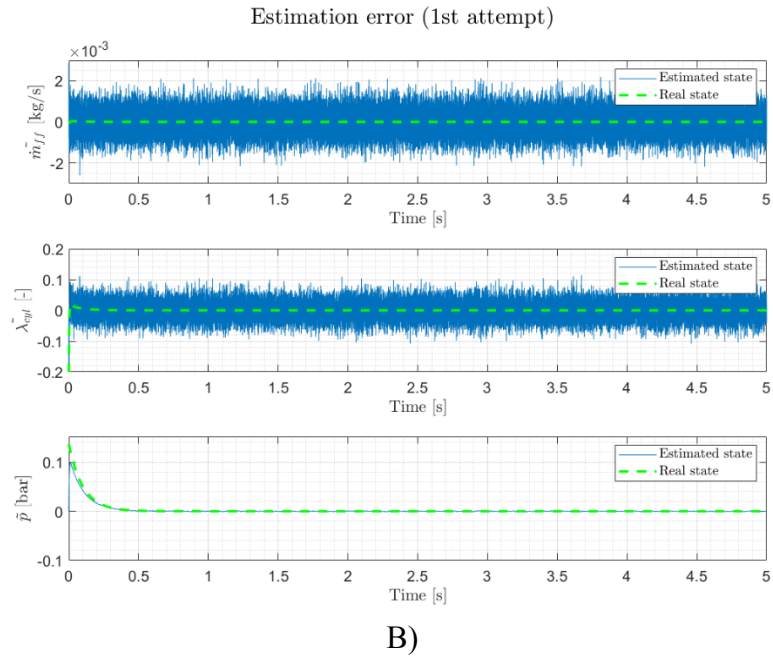 Estimation error (1st attempt)
×10⁻³
2
0
-2
ṁ̃_ff [kg/s]
Estimated state
Real state
0 0.5 1 1.5 2 2.5 3 3.5 4 4.5 5
Time [s]
0.2
0.1
0
-0.1
-0.2
λ̃_cyl [-]
Estimated state
Real state
0 0.5 1 1.5 2 2.5 3 3.5 4 4.5 5
Time [s]
0.1
0
-0.1
p̃ [bar]
Estimated state
Real state
0 0.5 1 1.5 2 2.5 3 3.5 4 4.5 5
Time [s]
B)